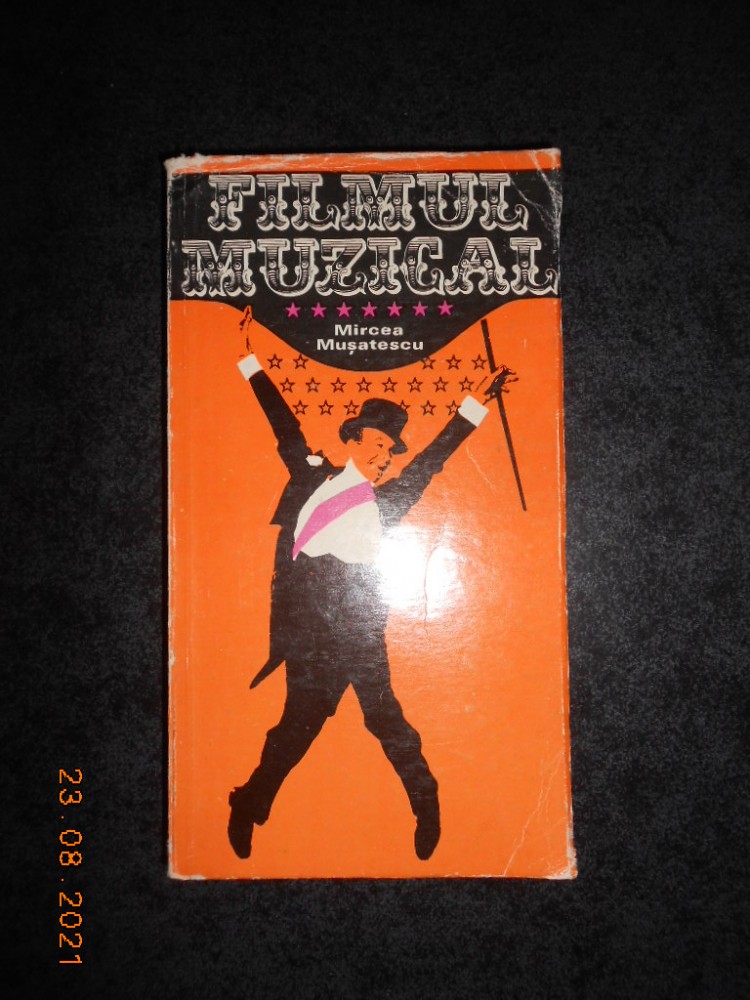 FILMUL
MUZICAL
Mircea
Mușatescu
23.08.2021